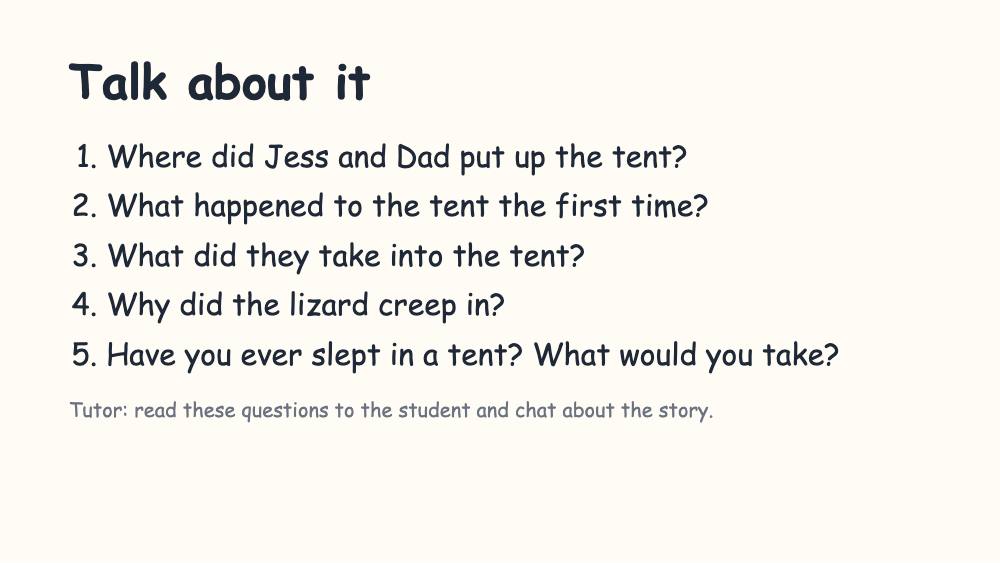 Talk about it
1. Where did Jess and Dad put up the tent?
2. What happened to the tent the first time?
3. What did they take into the tent?
4. Why did the lizard creep in?
5. Have you ever slept in a tent? What would you take?
Tutor: read these questions to the student and chat about the story.